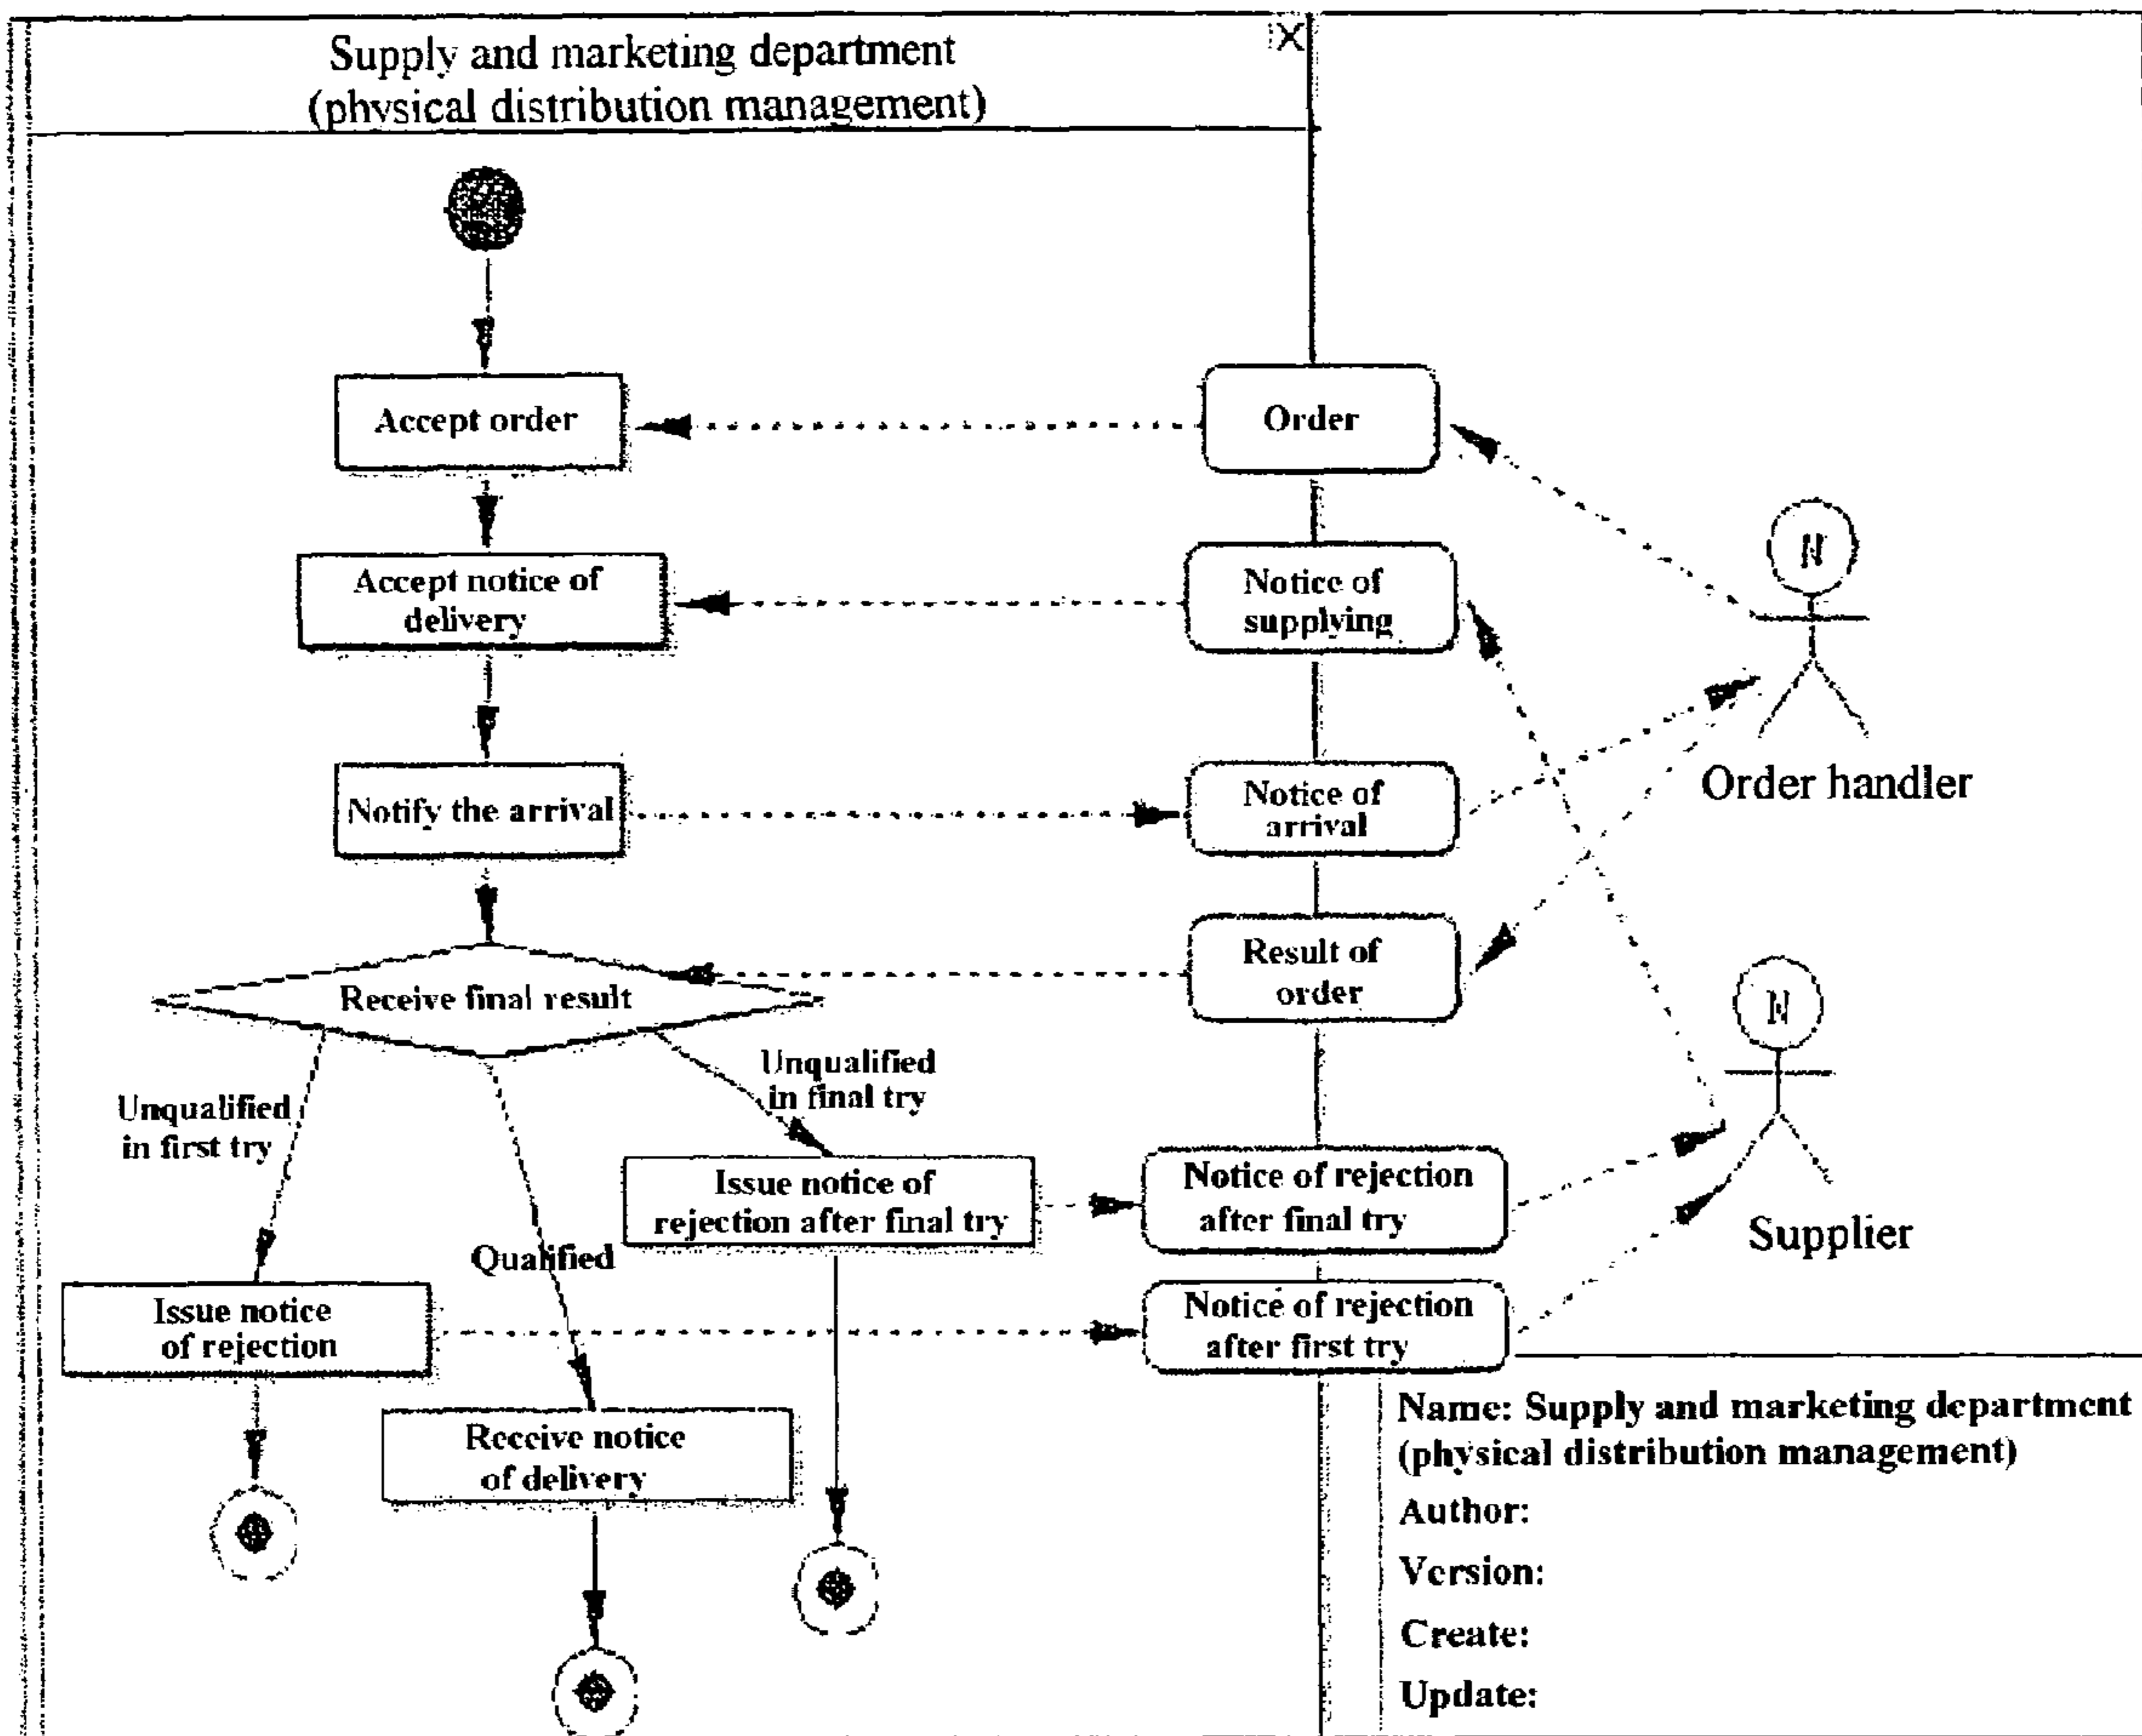 Supply and marketing department
(physical distribution management)
X
Accept order
Order
N
Accept notice of
delivery
Notice of
supplying
Order handler
Notify the arrival
Notice of
arrival
Receive final result
Result of
order
N
Supplier
Unqualified
in first try
Unqualified
in final try
Qualified
Issue notice of
rejection after final try
Notice of rejection
after final try
Issue notice
of rejection
Notice of rejection
after first try
Receive notice
of delivery
Name: Supply and marketing department
(physical distribution management)
Author:
Version:
Create:
Update: